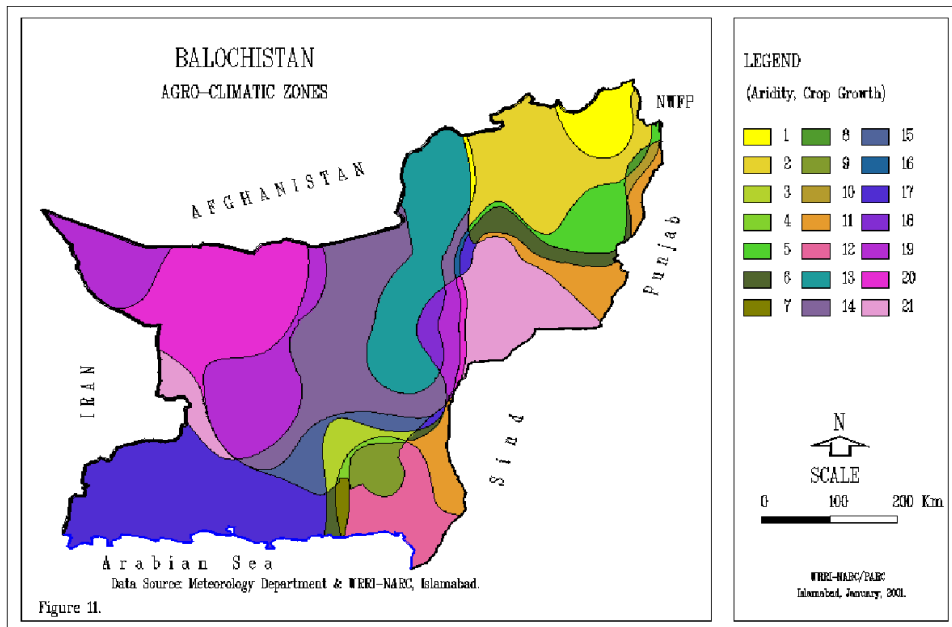 BALOCHISTAN
AGRO-CLIMATIC ZONES
NWFP
AFGHANISTAN
Punjab
IRAN
Sind
Arabian Sea
Data Source: Meteorology Department & WRRI-NARC, Islamabad.
Figure 11.
LEGEND
(Aridity, Crop Growth)
1 8 15
2 9 16
3 10 17
4 11 18
5 12 19
6 13 20
7 14 21
N
SCALE
0 100 200 Km
WRRI-NARC/PARC
Islamabad, January, 2001.